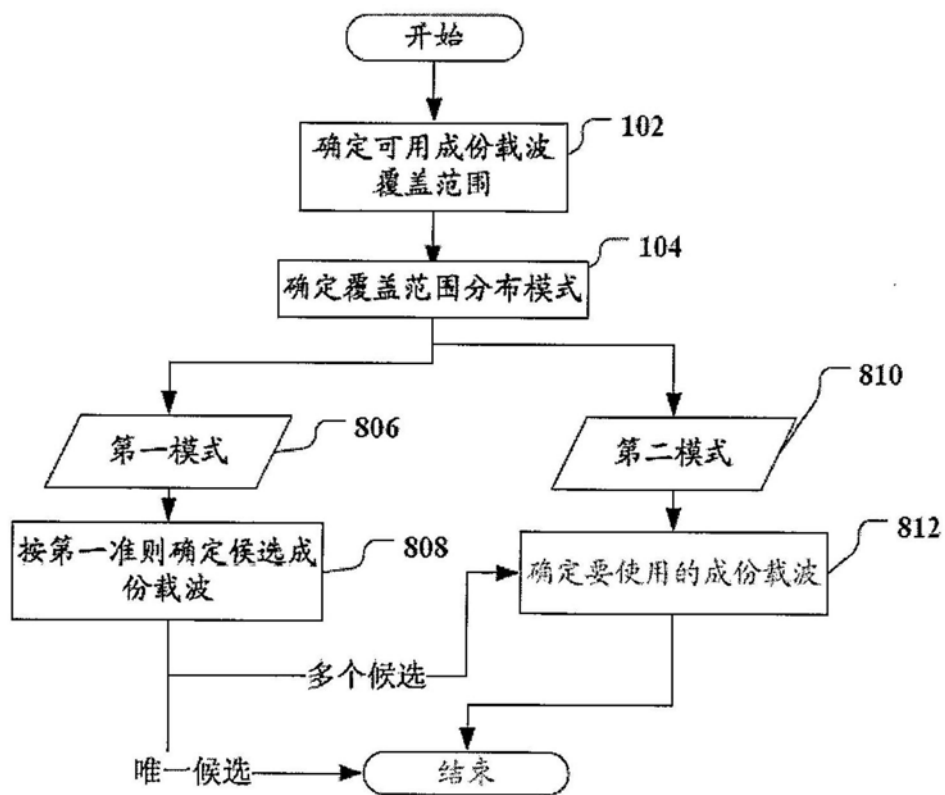 开始
确定可用成份载波
覆盖范围
102
确定覆盖范围分布模式
104
第一模式
806
第二模式
810
按第一准则确定候选成
份载波
808
确定要使用的成份载波
812
多个候选
唯一候选
结束